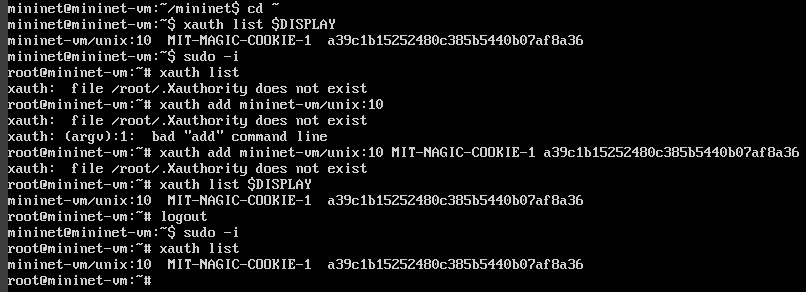 mininet@mininet-vm:~/mininet$ cd ~
mininet@mininet-vm:~$ xauth list $DISPLAY
mininet-vm/unix:10  MIT-MAGIC-COOKIE-1  a39c1b15252480c385b5440b07af8a36
mininet@mininet-vm:~$ sudo -i
root@mininet-vm:~# xauth list
xauth:  file /root/.Xauthority does not exist
root@mininet-vm:~# xauth add mininet-vm/unix:10
xauth:  file /root/.Xauthority does not exist
xauth: (argv):1:  bad "add" command line
root@mininet-vm:~# xauth add mininet-vm/unix:10 MIT-MAGIC-COOKIE-1 a39c1b15252480c385b5440b07af8a36
xauth:  file /root/.Xauthority does not exist
root@mininet-vm:~# xauth list $DISPLAY
mininet-vm/unix:10  MIT-MAGIC-COOKIE-1  a39c1b15252480c385b5440b07af8a36
root@mininet-vm:~# logout
mininet@mininet-vm:~$ sudo -i
root@mininet-vm:~# xauth list
mininet-vm/unix:10  MIT-MAGIC-COOKIE-1  a39c1b15252480c385b5440b07af8a36
root@mininet-vm:~#